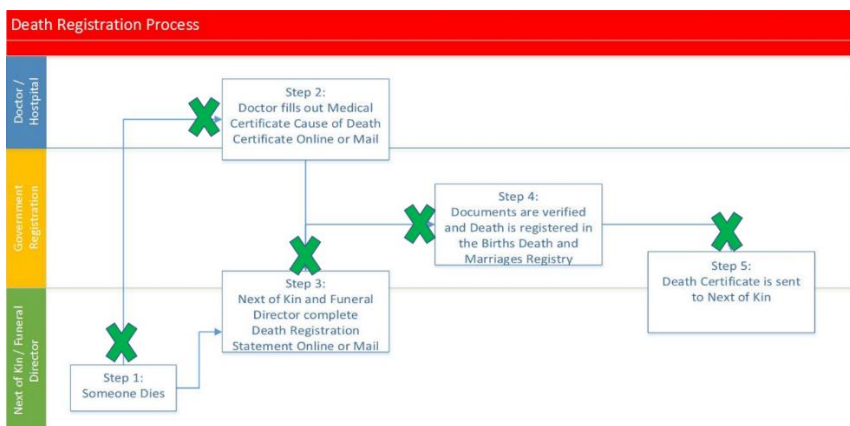 Death Registration Process
Doctor /
Hostpital
Step 2:
Doctor fills out Medical
Certificate Cause of Death
Certificate Online or Mail
Government
Registration
Step 4:
Documents are verified
and Death is registered in
the Births Death and
Marriages Registry
Step 3:
Next of Kin and Funeral
Director complete
Death Registration
Statement Online or Mail
Step 5:
Death Certificate is sent
to Next of Kin
Next of Kin / Funeral
Director
Step 1:
Someone Dies